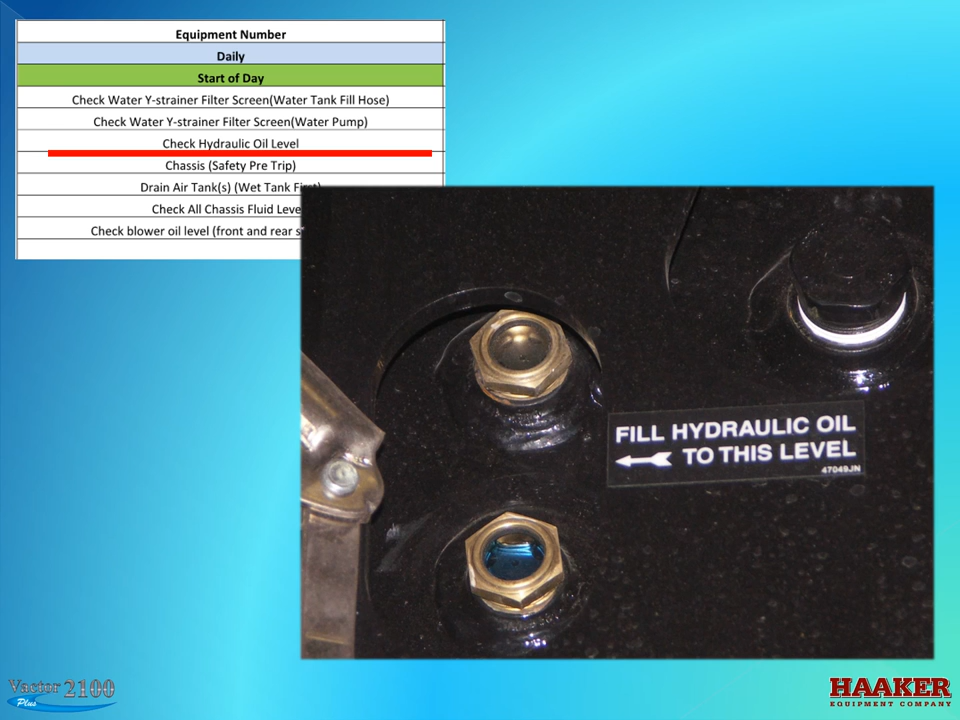 Equipment Number
Daily
Start of Day
Check Water Y-strainer Filter Screen(Water Tank Fill Hose)
Check Water Y-strainer Filter Screen(Water Pump)
Check Hydraulic Oil Level
Chassis (Safety Pre Trip)
Drain Air Tank(s) (Wet Tank First)
Check All Chassis Fluid Leve
Check blower oil level (front and rear s
FILL HYDRAULIC OIL
TO THIS LEVEL
47049JN
Vactor 2100
Plus
HAAKER
EQUIPMENT COMPANY